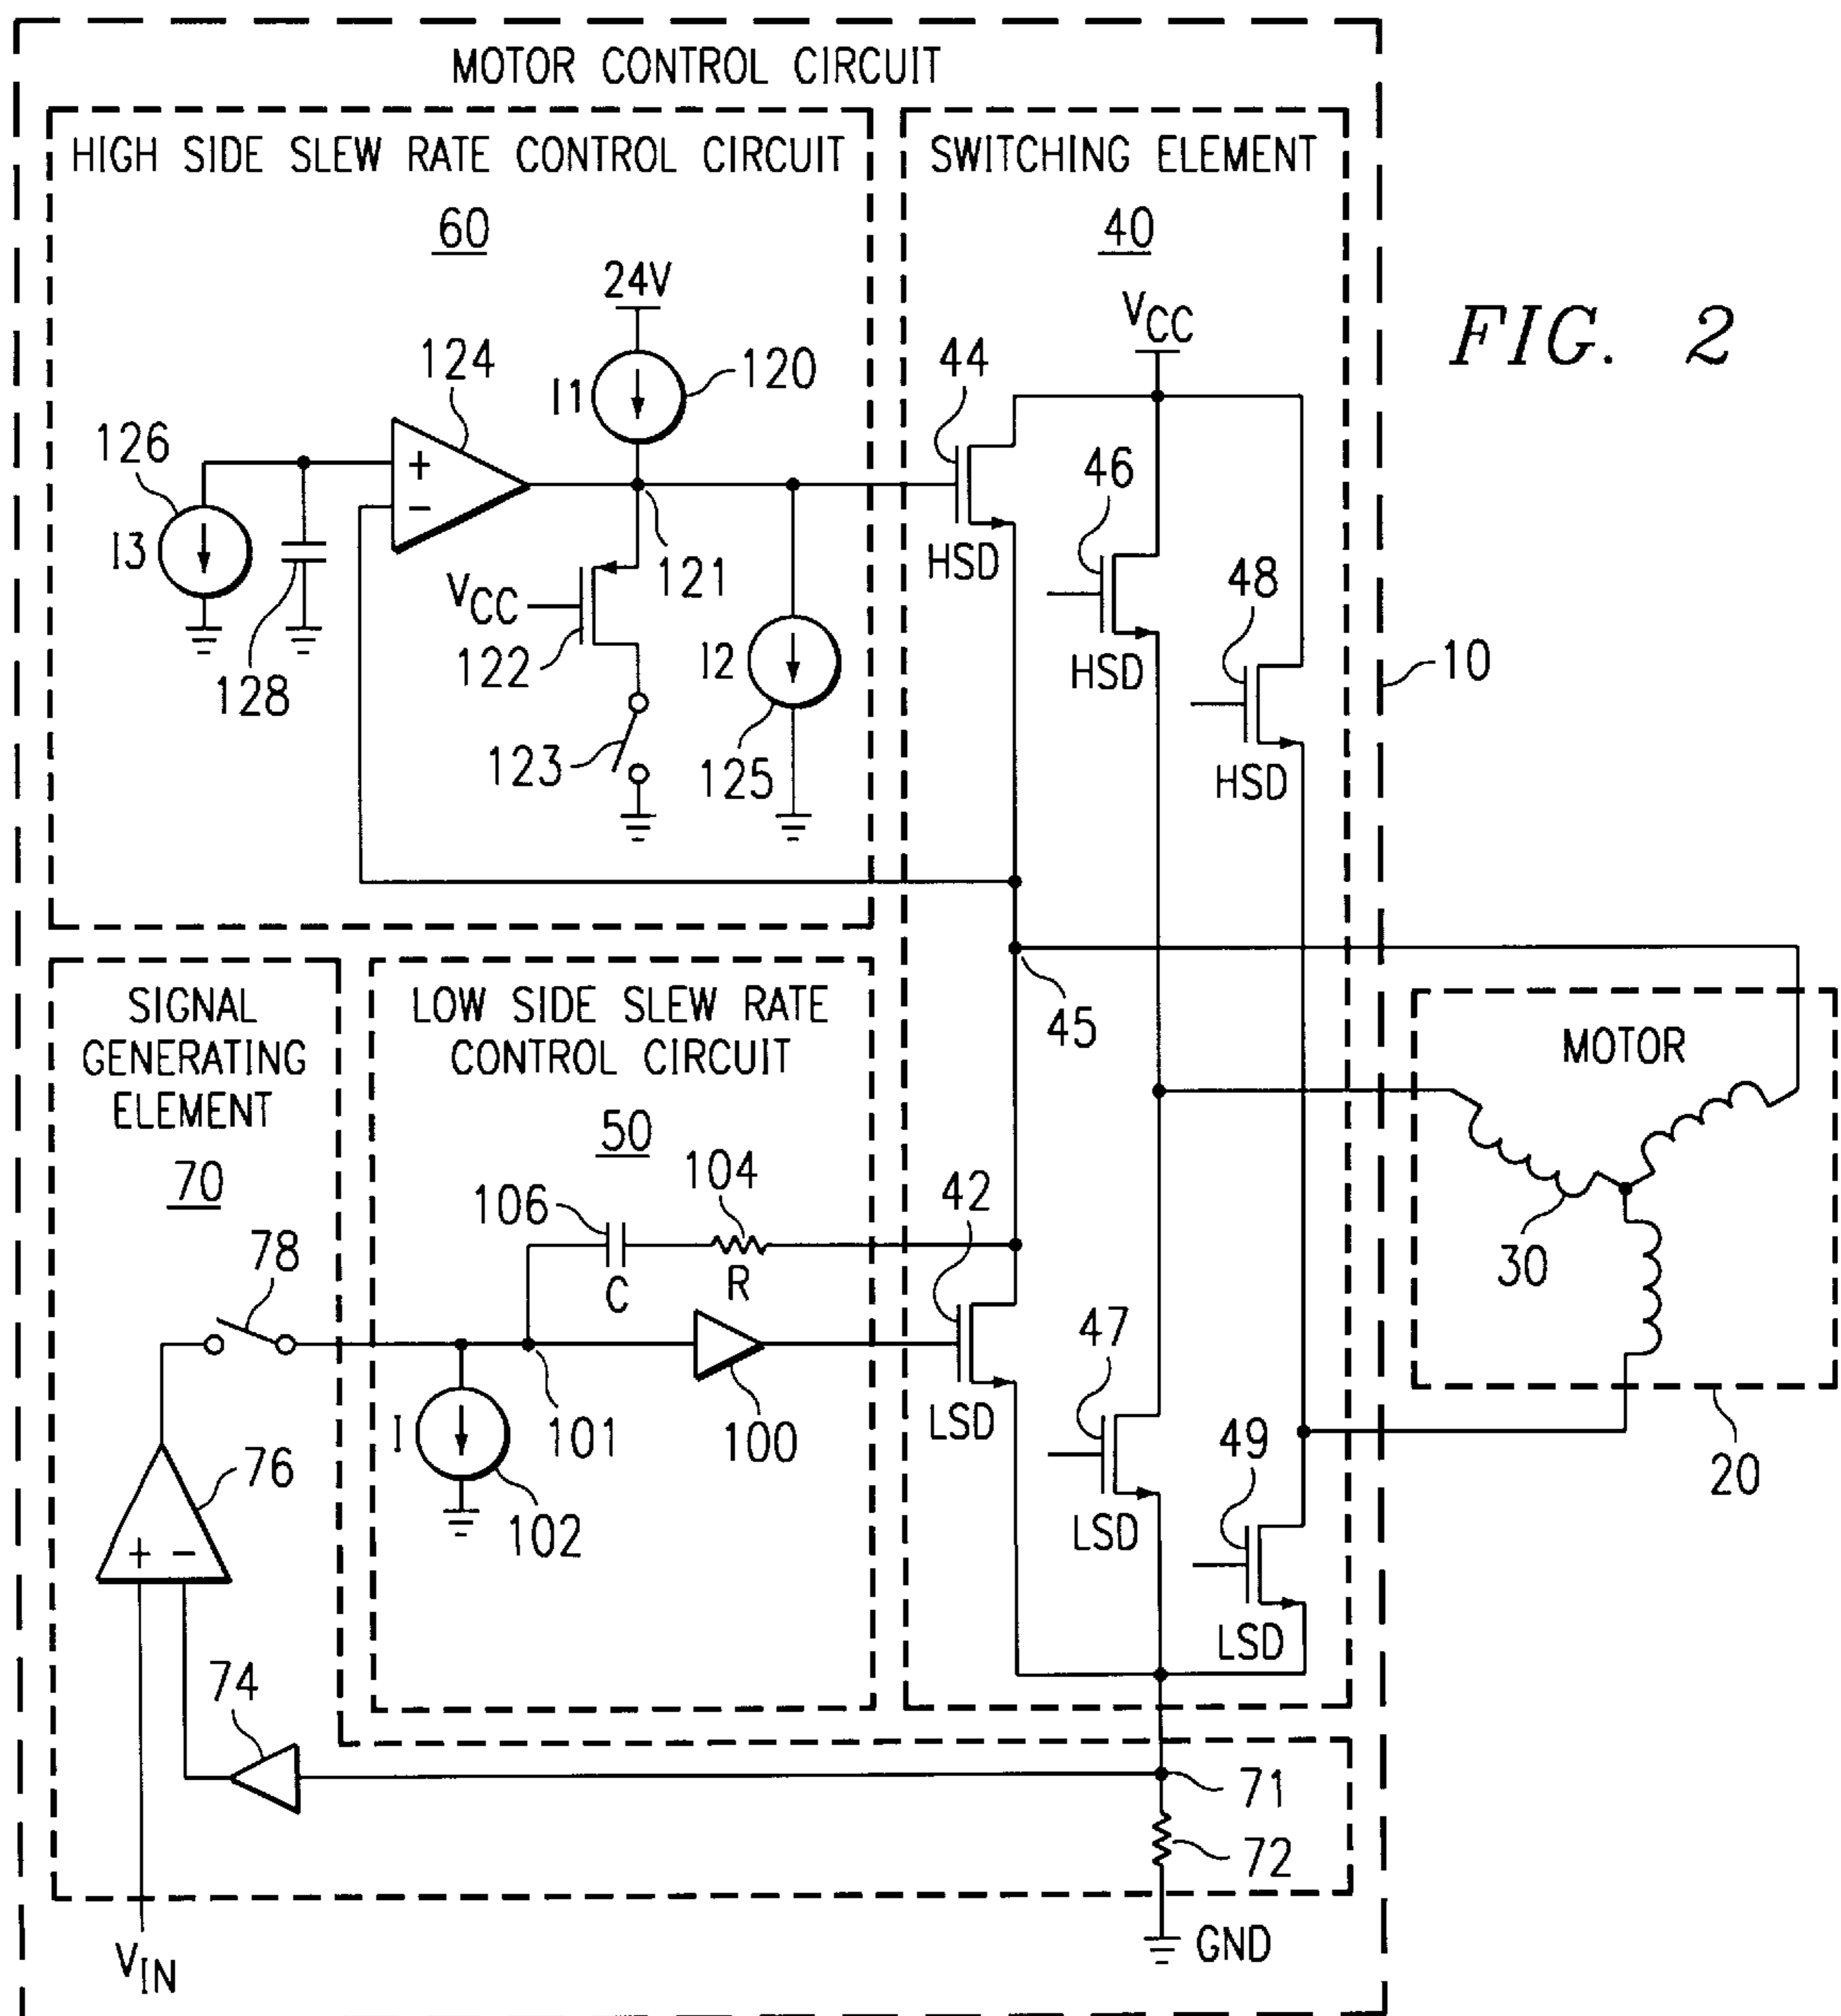 MOTOR CONTROL CIRCUIT
HIGH SIDE SLEW RATE CONTROL CIRCUIT
60
24V
124
I1
120
126
+
-
I3
128
VCC
121
122
123
I2
125
SWITCHING ELEMENT
40
VCC
44
46
48
HSD
HSD
HSD
10
FIG. 2
SIGNAL
GENERATING
ELEMENT
70
78
76
+ -
74
VIN
LOW SIDE SLEW RATE
CONTROL CIRCUIT
50
106
104
C
R
I
102
101
100
45
42
LSD
47
LSD
49
LSD
71
72
GND
MOTOR
30
20